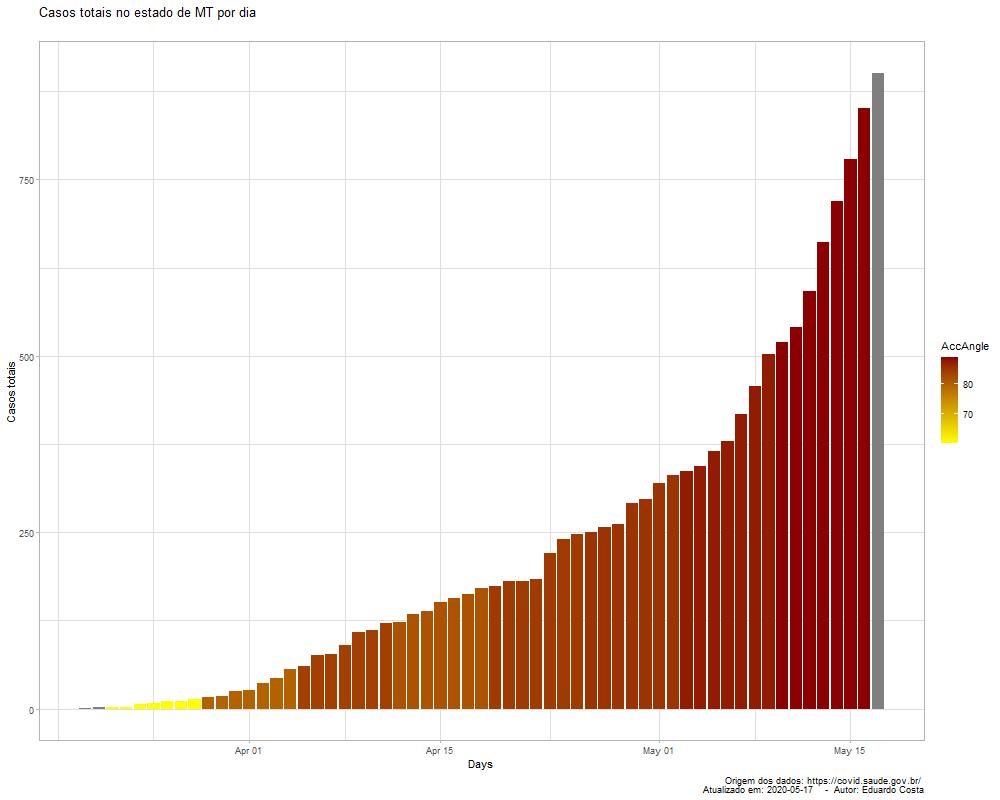 Casos totais no estado de MT por dia
750
500
250
0
Casos totais
Apr 01
Apr 15
May 01
May 15
Days
AccAngle
80
70
Origem dos dados: https://covid.saude.gov.br/
Atualizado em: 2020-05-17 - Autor: Eduardo Costa